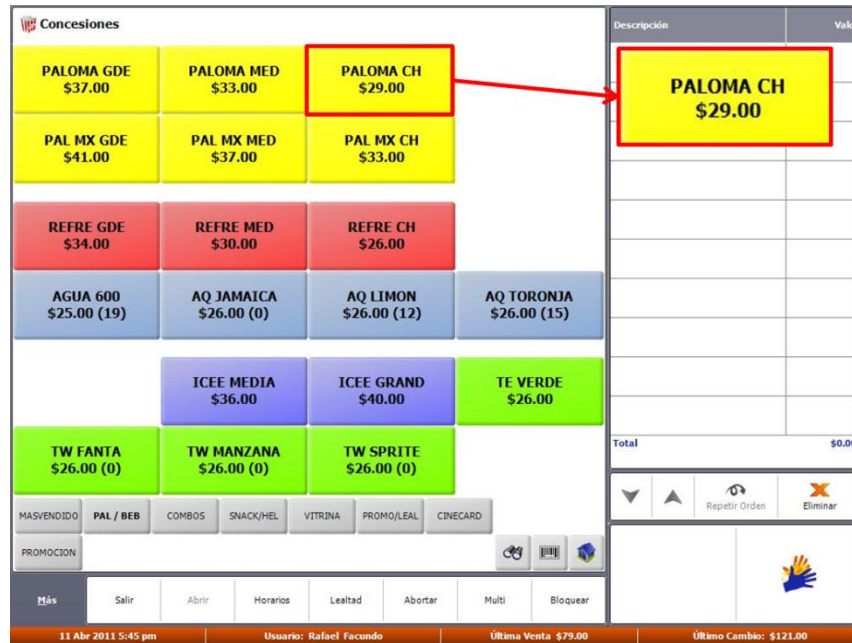 Concesiones
Descripción
PALOMA GDE
$37.00
PALOMA MED
$33.00
PALOMA CH
$29.00
PALOMA CH
$29.00
PAL MX GDE
$41.00
PAL MX MED
$37.00
PAL MX CH
$33.00
REFRE GDE
$34.00
REFRE MED
$30.00
REFRE CH
$26.00
AGUA 600
$25.00 (19)
AQ JAMAICA
$26.00 (0)
AQ LIMON
$26.00 (12)
AQ TORONJA
$26.00 (15)
ICEE MEDIA
$36.00
ICEE GRAND
$40.00
TE VERDE
$26.00
TW FANTA
$26.00 (0)
TW MANZANA
$26.00 (0)
TW SPRITE
$26.00 (0)
Total
MASVENDIDO
PAL / BEB
COMBOS
SNACK/HEL
VITRINA
PROMO/LEAL
CINECARD
Repetir Orden
Eliminar
PROMOCION
Más
Salir
Abrir
Horarios
Lealtad
Abortar
Multi
Bloquear
11 Abr 2011 5:45 pm
Usuario: Rafael Facundo
Última Venta $79.00
Último Cambio: $121.00